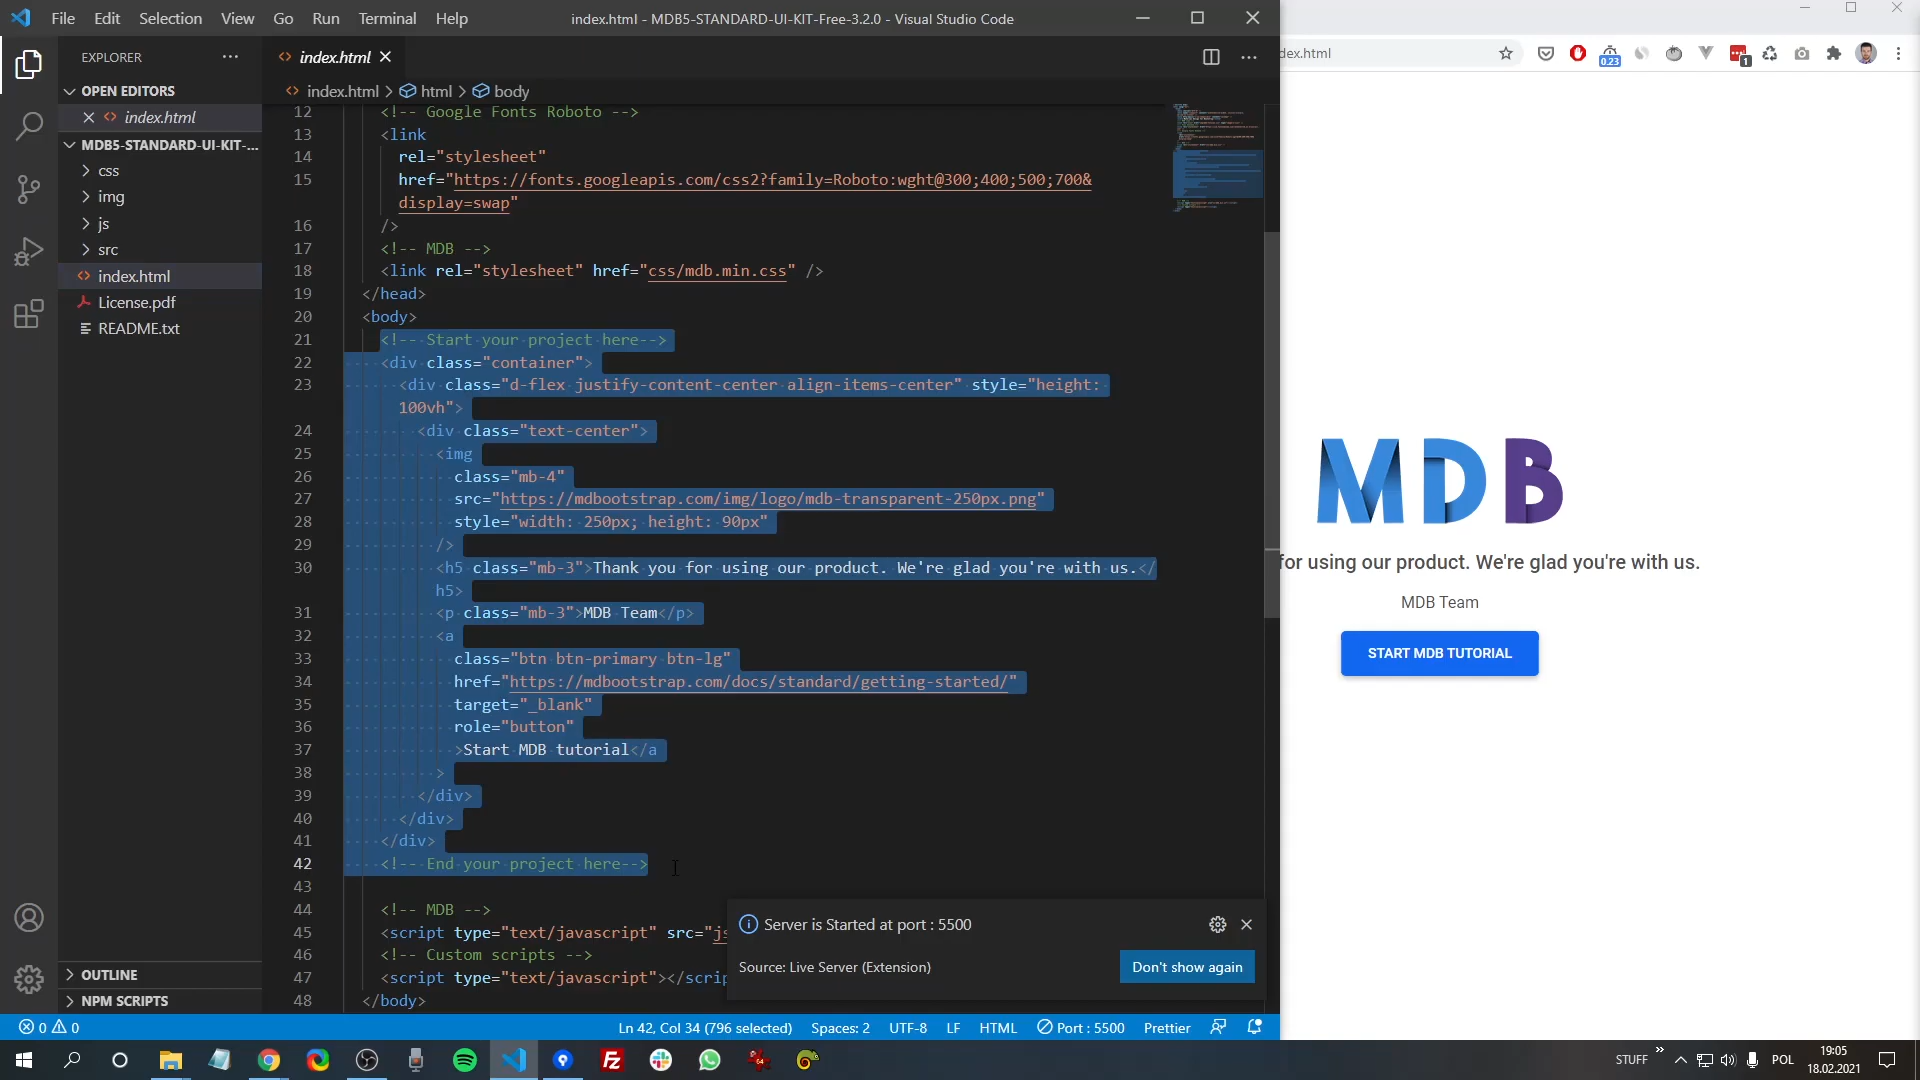 File Edit Selection View Go Run Terminal Help
index.html - MDB5-STANDARD-UI-KIT-Free-3.2.0 - Visual Studio Code
EXPLORER
OPEN EDITORS
index.html
MDB5-STANDARD-UI-KIT-...
css
img
js
src
index.html
License.pdf
README.txt
OUTLINE
NPM SCRIPTS
index.html
index.html > html > body
12 <!-- Google Fonts Roboto -->
13 <link
14 rel="stylesheet"
15 href="https://fonts.googleapis.com/css2?family=Roboto:wght@300;400;500;700&
display=swap"
16 />
17 <!-- MDB -->
18 <link rel="stylesheet" href="css/mdb.min.css" />
19 </head>
20 <body>
21 <!-- Start your project here-->
22 <div class="container">
23 <div class="d-flex justify-content-center align-items-center" style="height:
100vh">
24 <div class="text-center">
25 <img
26 class="mb-4"
27 src="https://mdbootstrap.com/img/logo/mdb-transparent-250px.png"
28 style="width: 250px; height: 90px"
29 />
30 <h5 class="mb-3">Thank you for using our product. We're glad you're with us.</
h5>
31 <p class="mb-3">MDB Team</p>
32 <a
33 class="btn btn-primary btn-lg"
34 href="https://mdbootstrap.com/docs/standard/getting-started/"
35 target="_blank"
36 role="button"
37 >Start MDB tutorial</a
38 >
39 </div>
40 </div>
41 </div>
42 <!-- End your project here-->
43
44 <!-- MDB -->
45 <script type="text/javascript" src="js
46 <!-- Custom scripts -->
47 <script type="text/javascript"></scrip
48 </body>
Server is Started at port : 5500
Source: Live Server (Extension)
Don't show again
0 0
Ln 42, Col 34 (796 selected) Spaces: 2 UTF-8 LF HTML Port : 5500 Prettier
dex.html
0.23
1
MDB
for using our product. We're glad you're with us.
MDB Team
START MDB TUTORIAL
64
STUFF
POL
19:05
18.02.2021